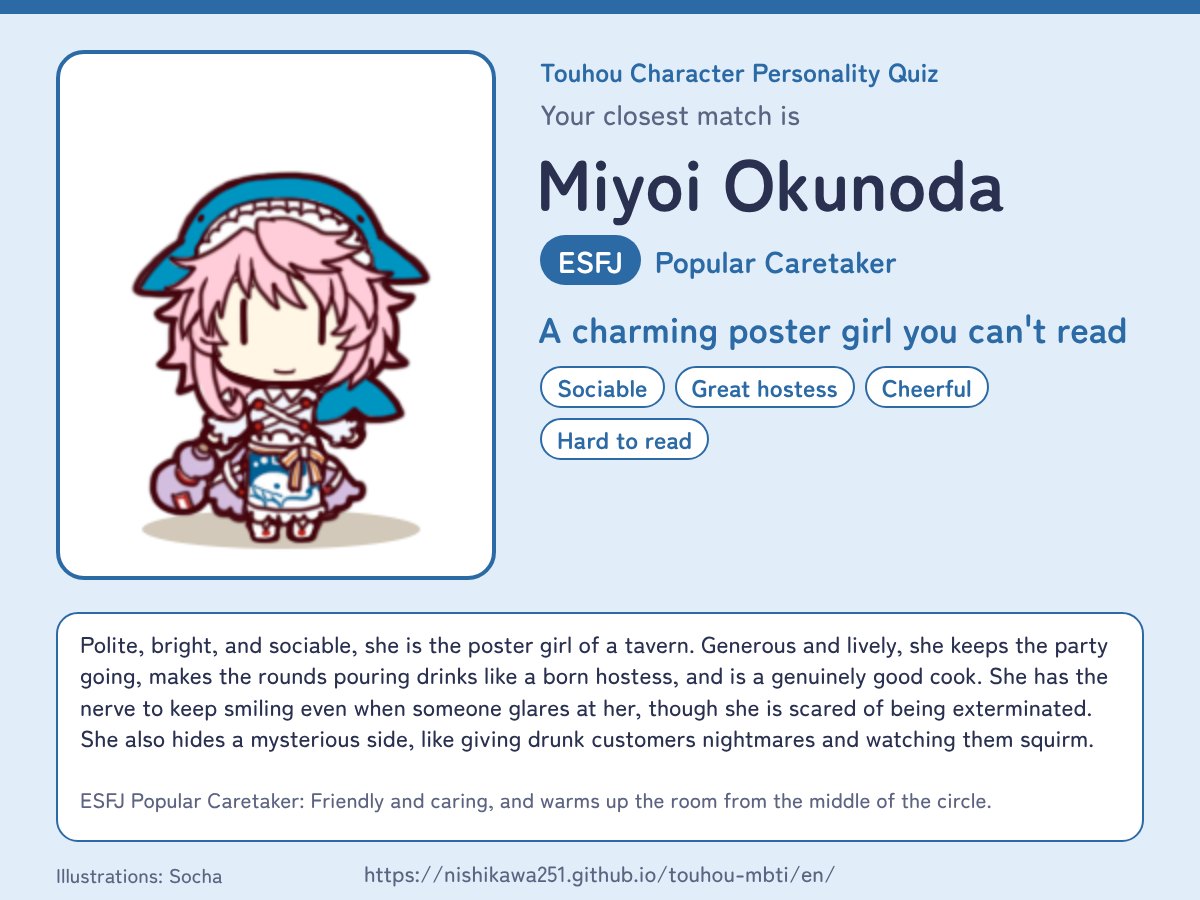 Touhou Character Personality Quiz
Your closest match is
Miyoi Okunoda
ESFJ Popular Caretaker
A charming poster girl you can't read
Sociable Great hostess Cheerful
Hard to read
Polite, bright, and sociable, she is the poster girl of a tavern. Generous and lively, she keeps the party
going, makes the rounds pouring drinks like a born hostess, and is a genuinely good cook. She has the
nerve to keep smiling even when someone glares at her, though she is scared of being exterminated.
She also hides a mysterious side, like giving drunk customers nightmares and watching them squirm.
ESFJ Popular Caretaker: Friendly and caring, and warms up the room from the middle of the circle.
Illustrations: Socha https://nishikawa251.github.io/touhou-mbti/en/